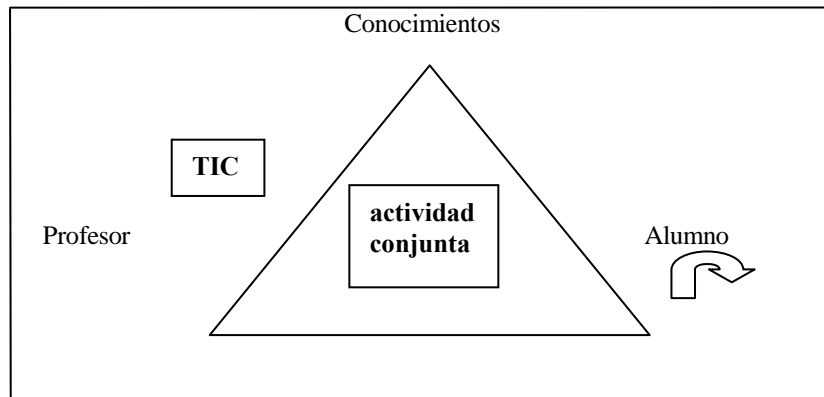 Conocimientos
TIC
actividad
conjunta
Profesor
Alumno